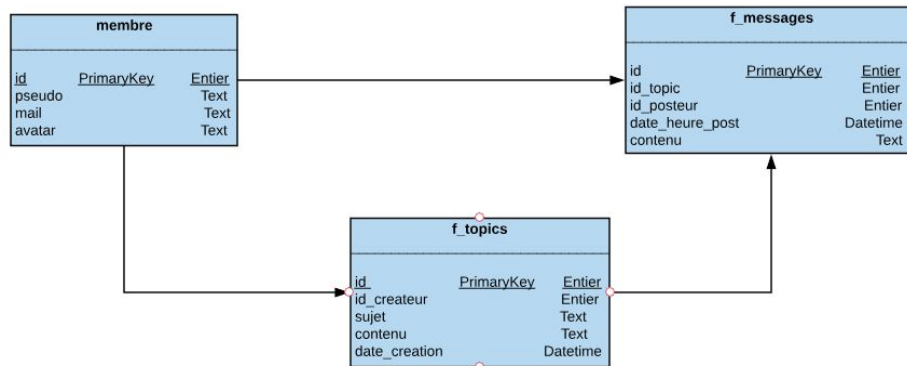 membre
id PrimaryKey Entier
pseudo Text
mail Text
avatar Text
f_messages
id PrimaryKey Entier
id_topic Entier
id_posteur Entier
date_heure_post Datetime
contenu Text
f_topics
id PrimaryKey Entier
id_createur Entier
sujet Text
contenu Text
date_creation Datetime